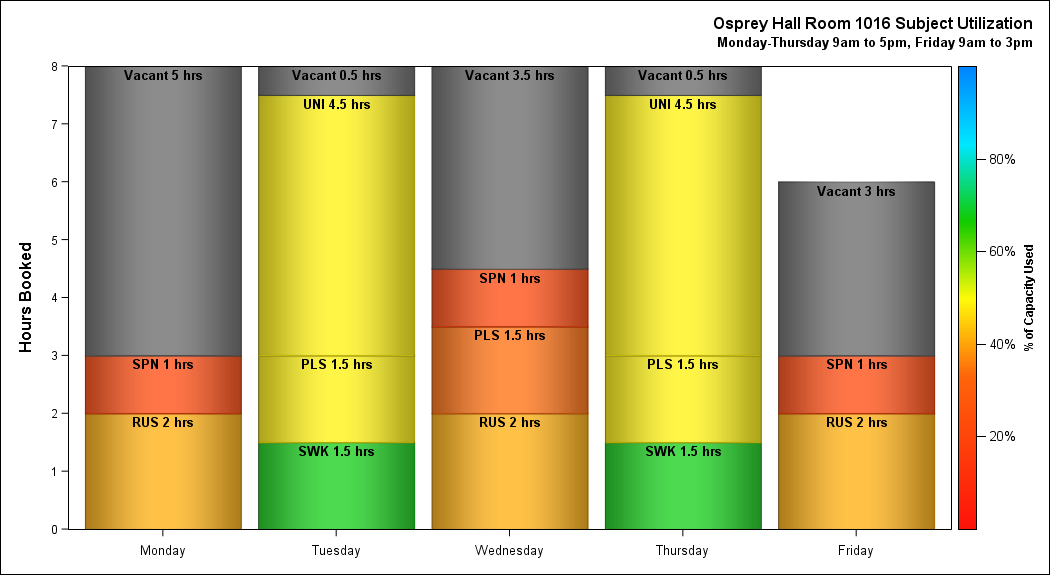 Osprey Hall Room 1016 Subject Utilization
Monday-Thursday 9am to 5pm, Friday 9am to 3pm
Hours Booked
8
7
6
5
4
3
2
1
0
Vacant 5 hrs
SPN 1 hrs
RUS 2 hrs
Vacant 0.5 hrs
UNI 4.5 hrs
PLS 1.5 hrs
SWK 1.5 hrs
Vacant 3.5 hrs
SPN 1 hrs
PLS 1.5 hrs
RUS 2 hrs
Vacant 0.5 hrs
UNI 4.5 hrs
PLS 1.5 hrs
SWK 1.5 hrs
Vacant 3 hrs
SPN 1 hrs
RUS 2 hrs
Monday
Tuesday
Wednesday
Thursday
Friday
80%
60%
40%
20%
% of Capacity Used